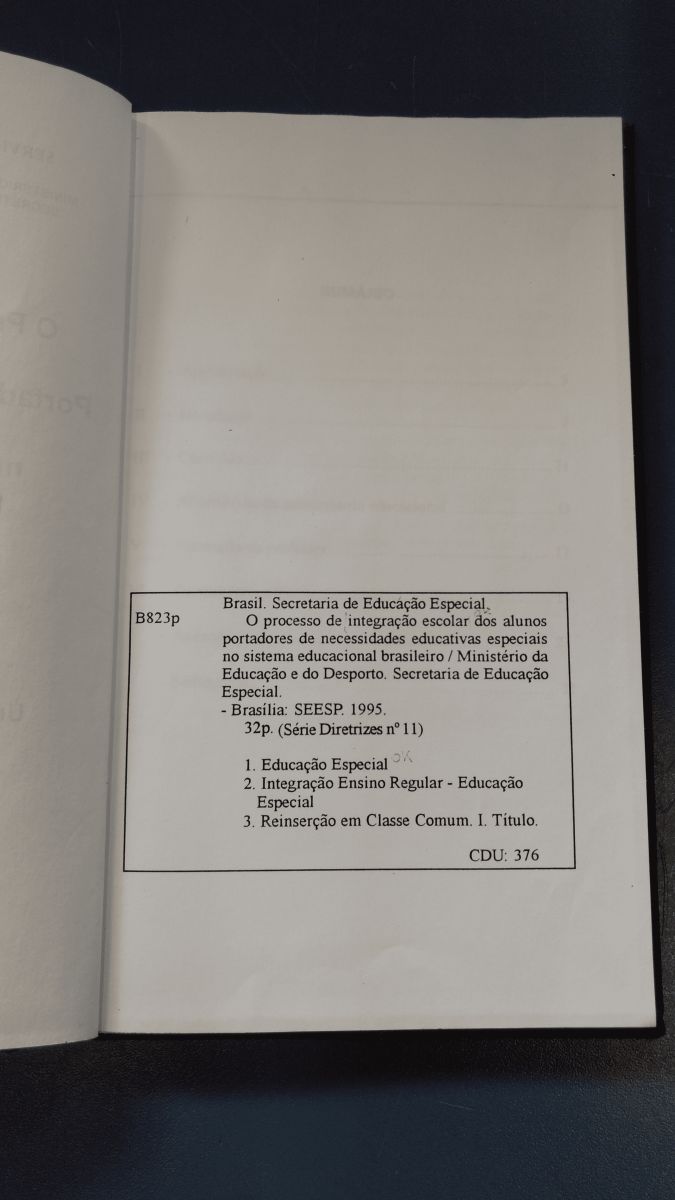 Brasil. Secretaria de Educação Especial.
B823p
O processo de integração escolar dos alunos
portadores de necessidades educativas especiais
no sistema educacional brasileiro / Ministério da
Educação e do Desporto. Secretaria de Educação
Especial.
- Brasília: SEESP. 1995.
32p. (Série Diretrizes nº 11)
1. Educação Especial OK
2. Integração Ensino Regular - Educação
Especial
3. Reinserção em Classe Comum. I. Título.
CDU: 376